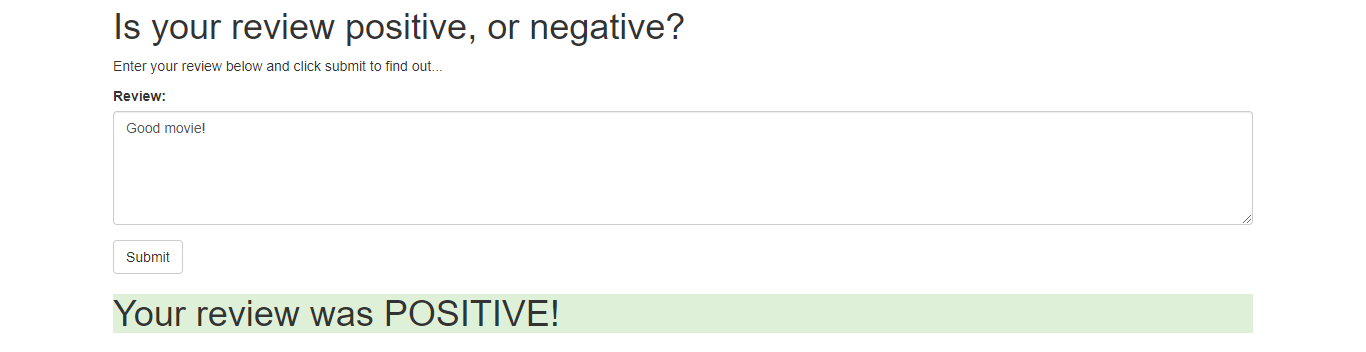 Is your review positive, or negative?
Enter your review below and click submit to find out...
Review:
Good movie!
Submit
Your review was POSITIVE!